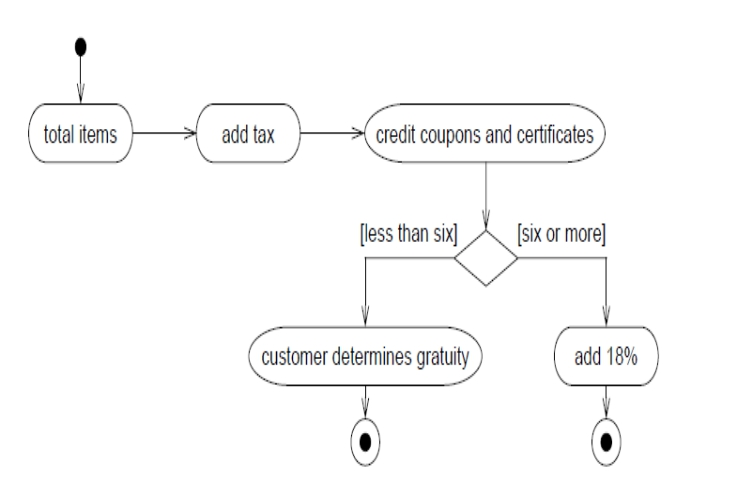 total items
add tax
credit coupons and certificates
[less than six]
[six or more]
customer determines gratuity
add 18%